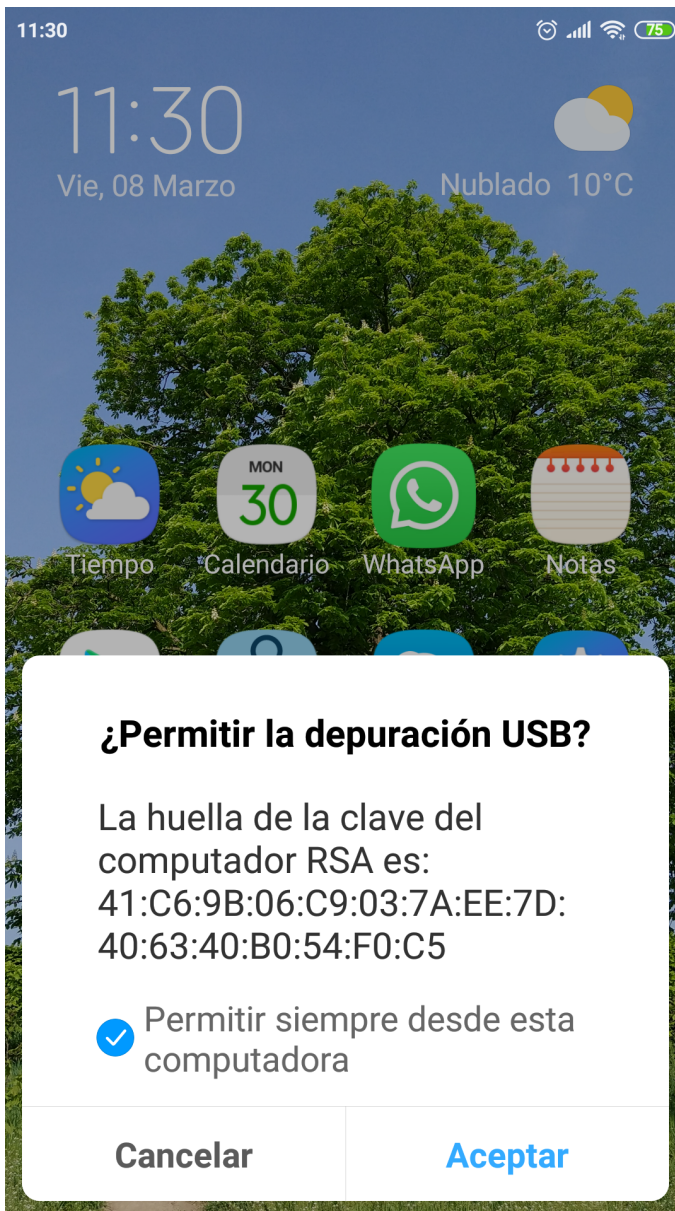 11:30
75
11:30
Vie, 08 Marzo
Nublado 10°C
MON
30
Tiempo Calendario WhatsApp Notas
¿Permitir la depuración USB?
La huella de la clave del
computador RSA es:
41:C6:9B:06:C9:03:7A:EE:7D:
40:63:40:B0:54:F0:C5
Permitir siempre desde esta
computadora
Cancelar Aceptar